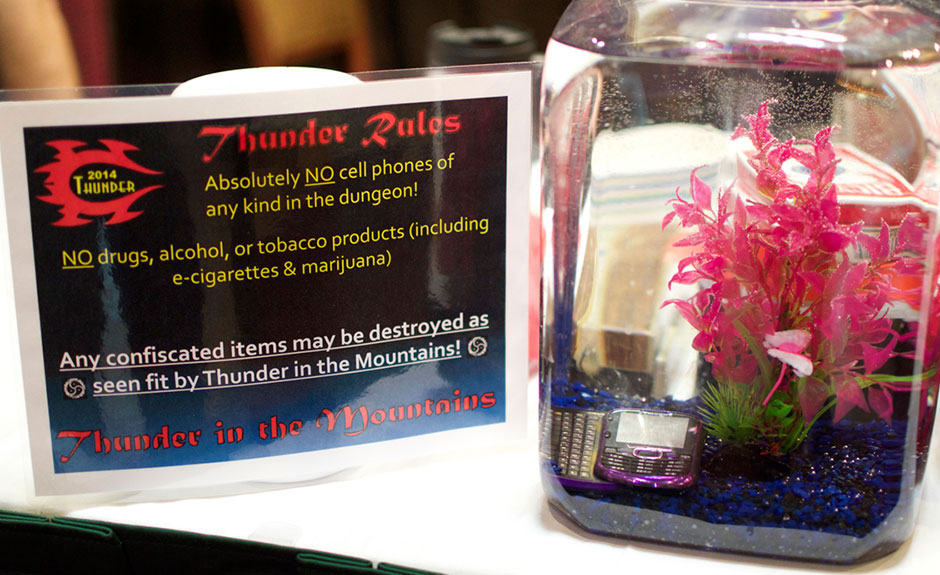 2014
THUNDER
Thunder Rules
Absolutely NO cell phones of
any kind in the dungeon!
NO drugs, alcohol, or tobacco products (including
e-cigarettes & marijuana)
Any confiscated items may be destroyed as
seen fit by Thunder in the Mountains!
Thunder in the Mountains